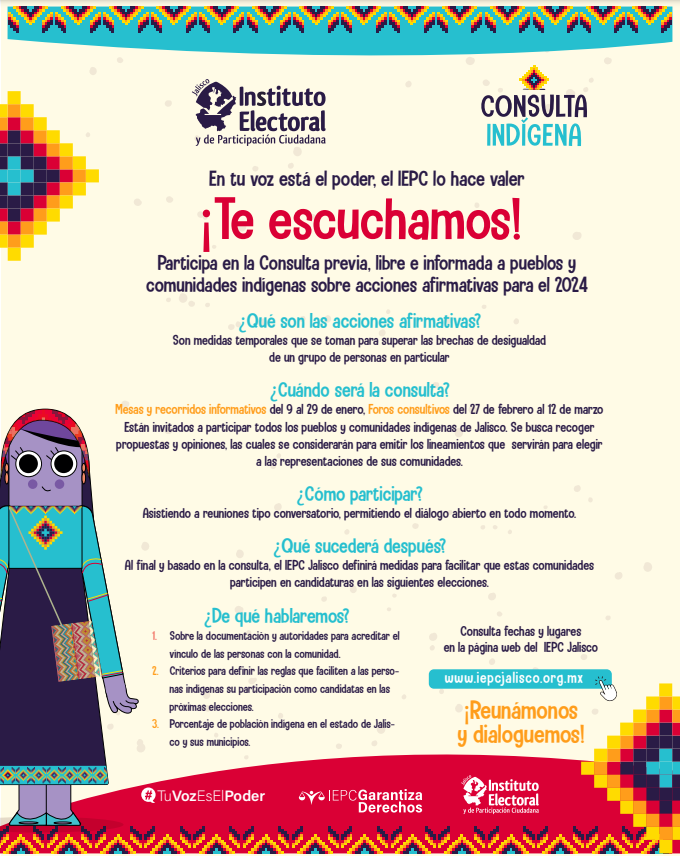 Jalisco
Instituto
Electoral
y de Participación Ciudadana
CONSULTA
INDÍGENA
En tu voz está el poder, el IEPC lo hace valer
¡Te escuchamos!
Participa en la Consulta previa, libre e informada a pueblos y
comunidades indígenas sobre acciones afirmativas para el 2024
¿Qué son las acciones afirmativas?
Son medidas temporales que se toman para superar las brechas de desigualdad
de un grupo de personas en particular
¿Cuándo será la consulta?
Mesas y recorridos informativos del 9 al 29 de enero, Foros consultivos del 27 de febrero al 12 de marzo
Están invitados a participar todos los pueblos y comunidades indígenas de Jalisco. Se busca recoger
propuestas y opiniones, las cuales se considerarán para emitir los lineamientos que servirán para elegir
a las representaciones de sus comunidades.
¿Cómo participar?
Asistiendo a reuniones tipo conversatorio, permitiendo el diálogo abierto en todo momento.
¿Qué sucederá después?
Al final y basado en la consulta, el IEPC Jalisco definirá medidas para facilitar que estas comunidades
participen en candidaturas en las siguientes elecciones.
¿De qué hablaremos?
1. Sobre la documentación y autoridades para acreditar el
vínculo de las personas con la comunidad.
2. Criterios para definir las reglas que faciliten a las perso-
nas indígenas su participación como candidatas en las
próximas elecciones.
3. Porcentaje de población indígena en el estado de Jalis-
co y sus municipios.
Consulta fechas y lugares
en la página web del IEPC Jalisco
www.iepcjalisco.org.mx
¡Reunámonos
y dialoguemos!
#TuVozEsElPoder
IEPCGarantiza
Derechos
Jalisco
Instituto
Electoral
y de Participación Ciudadana